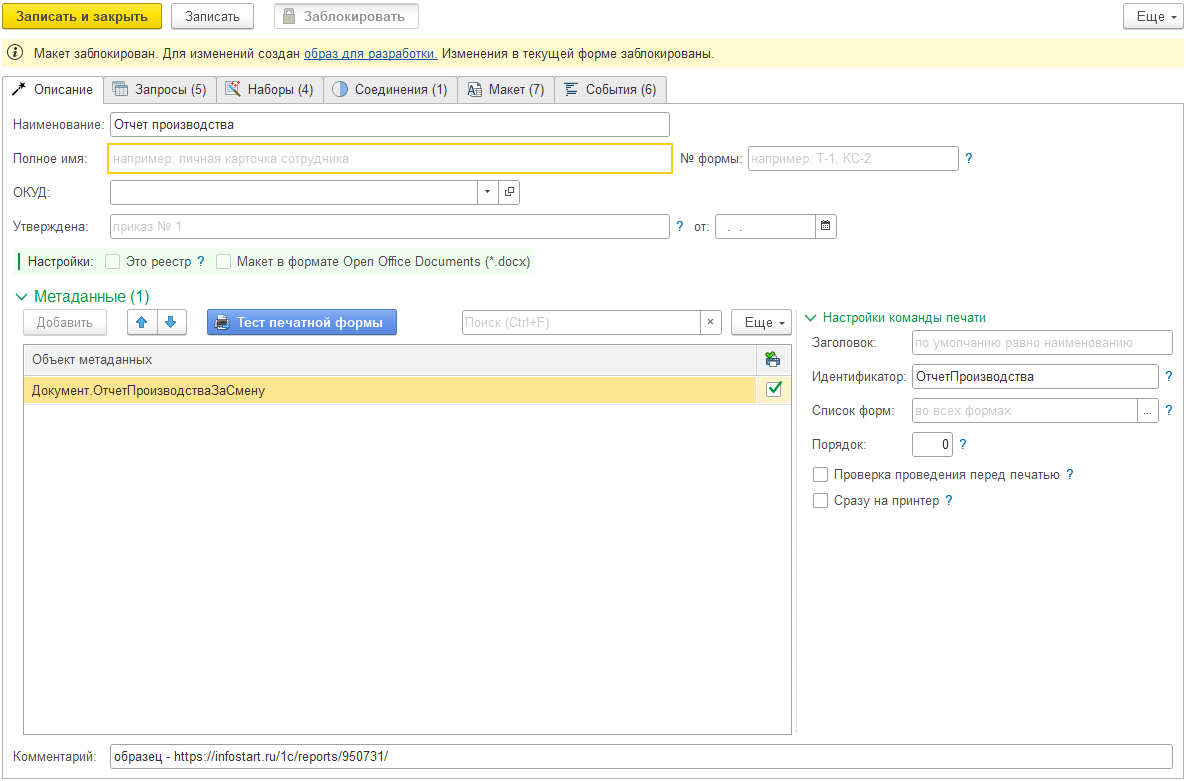 Записать и закрыть Записать Заблокировать Еще
Макет заблокирован. Для изменений создан образ для разработки. Изменения в текущей форме заблокированы.
Описание Запросы (5) Наборы (4) Соединения (1) Макет (7) События (6)
Наименование: Отчет производства
Полное имя: например: личная карточка сотрудника № формы: например: Т-1, КС-2 ?
ОКУД:
Утверждена: приказ № 1 ? от: . .
Настройки: Это реестр ? Макет в формате Open Office Documents (*.docx)
Метаданные (1)
Добавить Тест печатной формы Поиск (Ctrl+F) × Еще
Объект метаданных
Документ.ОтчетПроизводстваЗаСмену
Настройки команды печати
Заголовок: по умолчанию равно наименованию
Идентификатор: ОтчетПроизводства ?
Список форм: во всех формах ... ?
Порядок: 0 ?
Проверка проведения перед печатью ?
Сразу на принтер ?
Комментарий: образец - https://infostart.ru/1c/reports/950731/